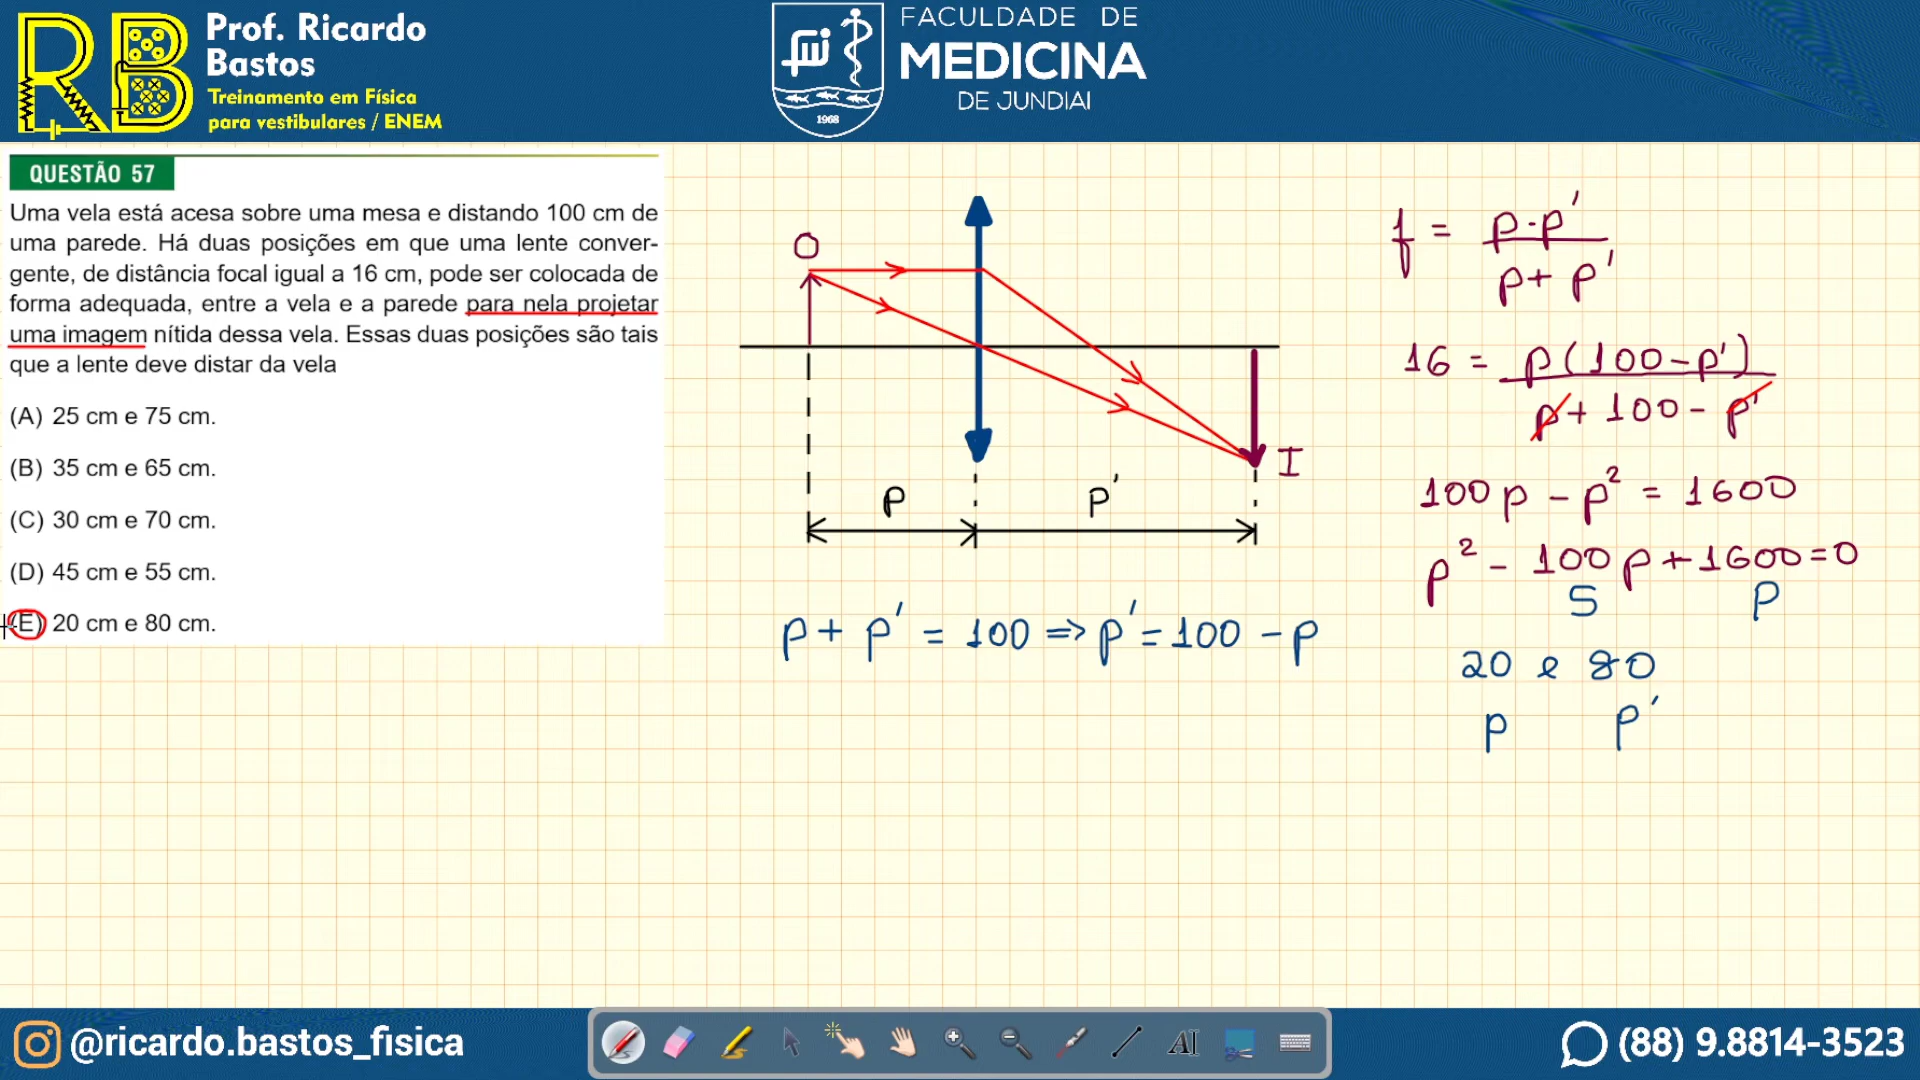 RB
Prof. Ricardo
Bastos
Treinamento em Física
para vestibulares / ENEM
FACULDADE DE
MEDICINA
DE JUNDIAI
1968
QUESTÃO 57
Uma vela está acesa sobre uma mesa e distando 100 cm de
uma parede. Há duas posições em que uma lente conver-
gente, de distância focal igual a 16 cm, pode ser colocada de
forma adequada, entre a vela e a parede para nela projetar
uma imagem nítida dessa vela. Essas duas posições são tais
que a lente deve distar da vela
(A) 25 cm e 75 cm.
(B) 35 cm e 65 cm.
(C) 30 cm e 70 cm.
(D) 45 cm e 55 cm.
(E) 20 cm e 80 cm.
O
I
p p'
p + p' = 100 => p' = 100 - p
f = p · p' / p + p'
16 = p (100 - p') / p + 100 - p'
100 p - p² = 1600
p² - 100 p + 1600 = 0
S P
20 e 80
p p'
@ricardo.bastos_fisica
AI
(88) 9.8814-3523